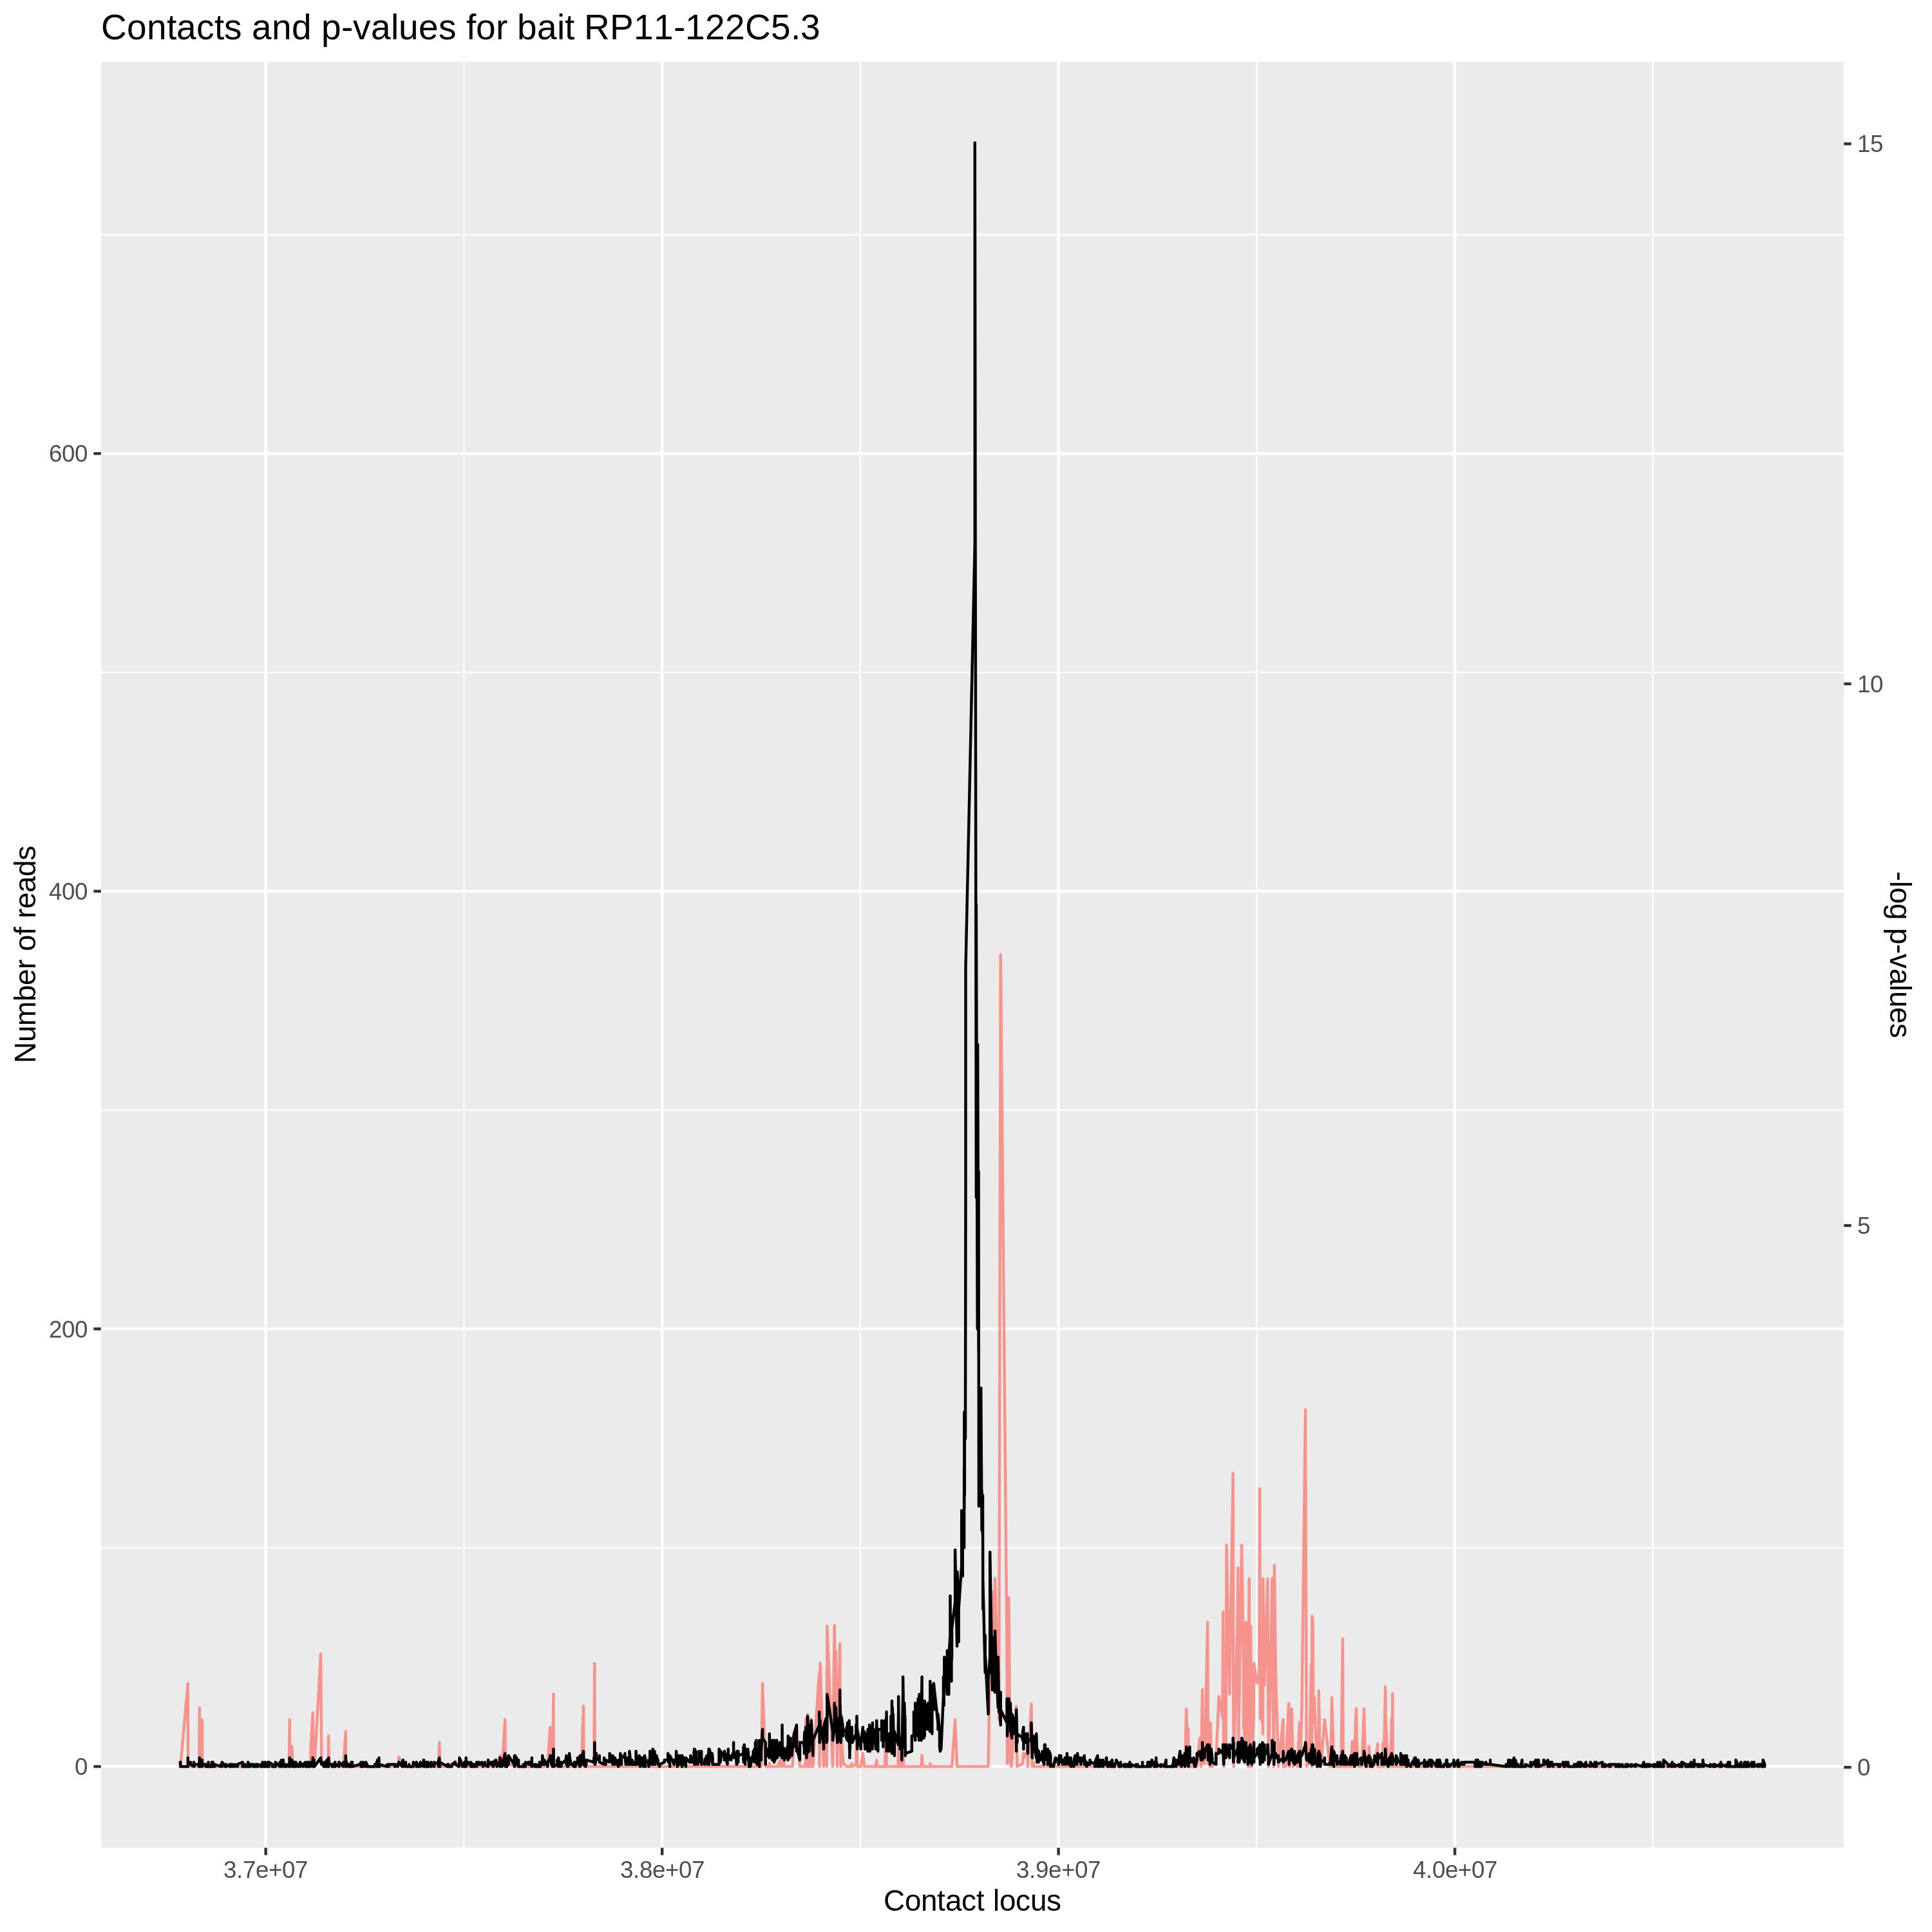 Contacts and p-values for bait RP11-122C5.3
Number of reads
600
400
200
0
15
10
5
0
-log p-values
3.7e+07
3.8e+07
3.9e+07
4.0e+07
Contact locus